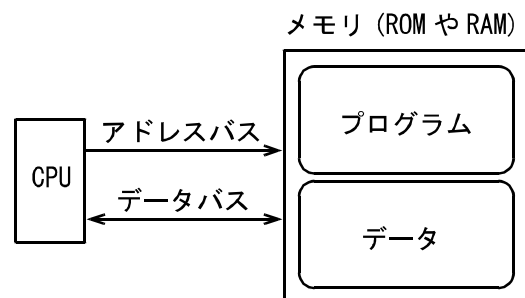 メモリ (ROM や RAM)
アドレスバス
プログラム
CPU
データバス
データ